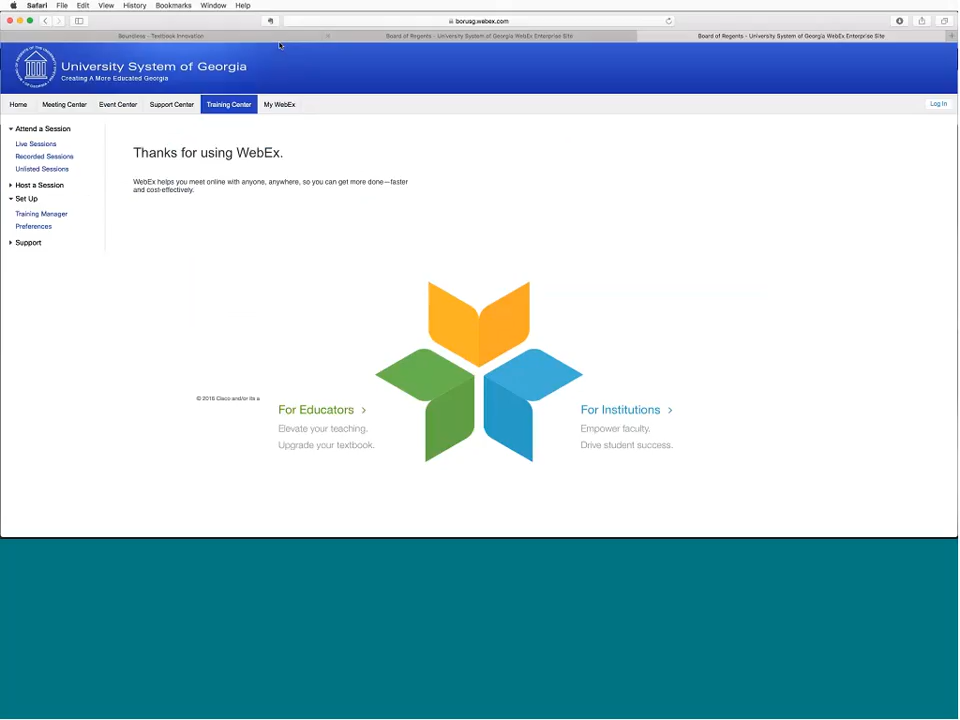 Safari File Edit View History Bookmarks Window Help
borusg.webex.com
Boundless - Textbook Innovation
Board of Regents - University System of Georgia WebEx Enterprise Site
Board of Regents - University System of Georgia WebEx Enterprise Site
University System of Georgia
Creating A More Educated Georgia
Home Meeting Center Event Center Support Center Training Center My WebEx Log In
Attend a Session
Live Sessions
Recorded Sessions
Unlisted Sessions
Host a Session
Set Up
Training Manager
Preferences
Support
Thanks for using WebEx.
WebEx helps you meet online with anyone, anywhere, so you can get more done—faster
and cost-effectively.
© 2016 Cisco and/or its a
For Educators >
Elevate your teaching.
Upgrade your textbook.
For Institutions >
Empower faculty.
Drive student success.